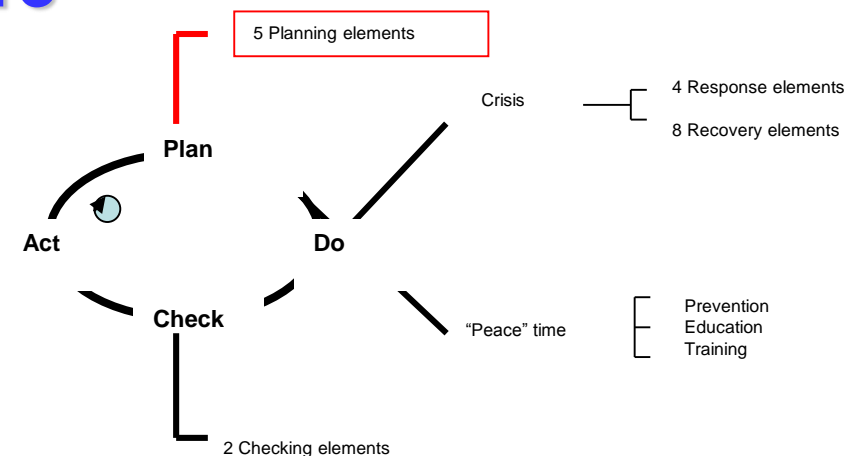 5 Planning elements
Crisis
4 Response elements
8 Recovery elements
Plan
Act
Do
Check
“Peace” time
Prevention
Education
Training
2 Checking elements